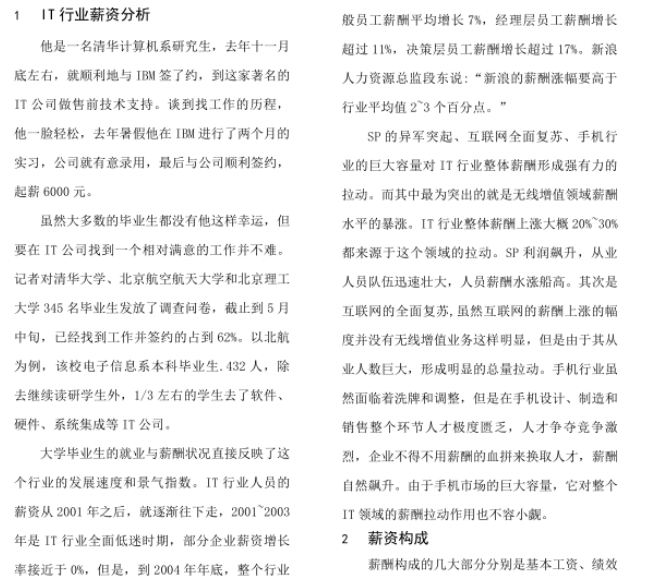 1 IT 行业薪资分析
他是一名清华计算机系研究生，去年十一月
底左右，就顺利地与 IBM 签了约，到这家著名的
IT 公司做售前技术支持。谈到找工作的历程，
他一脸轻松，去年暑假他在 IBM 进行了两个月的
实习，公司就有意录用，最后与公司顺利签约，
起薪 6000 元。
虽然大多数的毕业生都没有他这样幸运，但
要在 IT 公司找到一个相对满意的工作并不难。
记者对清华大学、北京航空航天大学和北京理工
大学 345 名毕业生发放了调查问卷，截止到 5 月
中旬，已经找到工作并签约的占到 62%。以北航
为例，该校电子信息系本科毕业生.432 人，除
去继续读研学生外，1/3 左右的学生去了软件、
硬件、系统集成等 IT 公司。
大学毕业生的就业与薪酬状况直接反映了这
个行业的发展速度和景气指数。IT 行业人员的
薪资从 2001 年之后，就逐渐往下走，2001~2003
年是 IT 行业全面低迷时期，部分企业薪资增长
率接近于 0%，但是，到 2004 年年底，整个行业
般员工薪酬平均增长 7%，经理层员工薪酬增长
超过 11%，决策层员工薪酬增长超过 17%。新浪
人力资源总监段东说：“新浪的薪酬涨幅要高于
行业平均值 2~3 个百分点。”
SP 的异军突起、互联网全面复苏、手机行
业的巨大容量对 IT 行业整体薪酬形成强有力的
拉动。而其中最为突出的就是无线增值领域薪酬
水平的暴涨。IT 行业整体薪酬上涨大概 20%~30%
都来源于这个领域的拉动。SP 利润飙升，从业
人员队伍迅速壮大，人员薪酬水涨船高。其次是
互联网的全面复苏,虽然互联网的薪酬上涨的幅
度并没有无线增值业务这样明显，但是由于其从
业人数巨大，形成明显的总量拉动。手机行业虽
然面临着洗牌和调整，但是在手机设计、制造和
销售整个环节人才极度匮乏，人才争夺竞争激
烈，企业不得不用薪酬的血拼来换取人才，薪酬
自然飙升。由于手机市场的巨大容量，它对整个
IT 领域的薪酬拉动作用也不容小觑。
2 薪资构成
薪酬构成的几大部分分别是基本工资、绩效